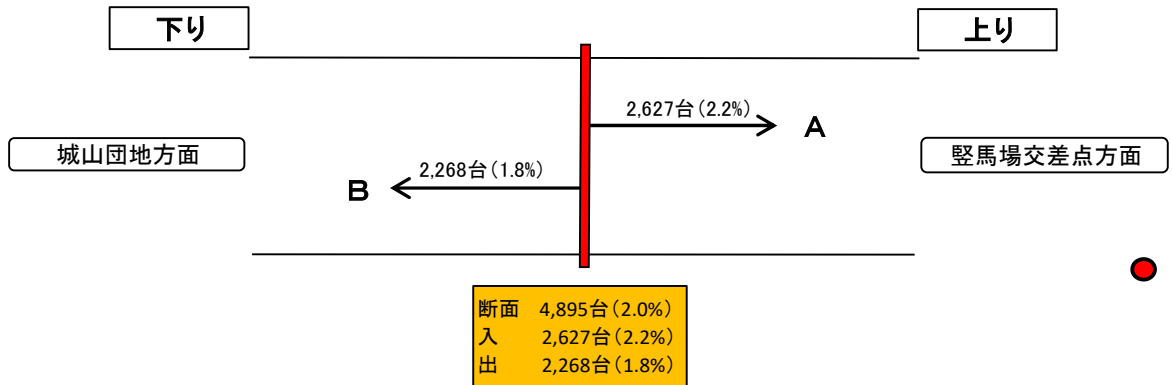 下り
上り
2,627台(2.2%)
A
城山団地方面
竪馬場交差点方面
2,268台(1.8%)
B
断面 4,895台(2.0%)
入 2,627台(2.2%)
出 2,268台(1.8%)